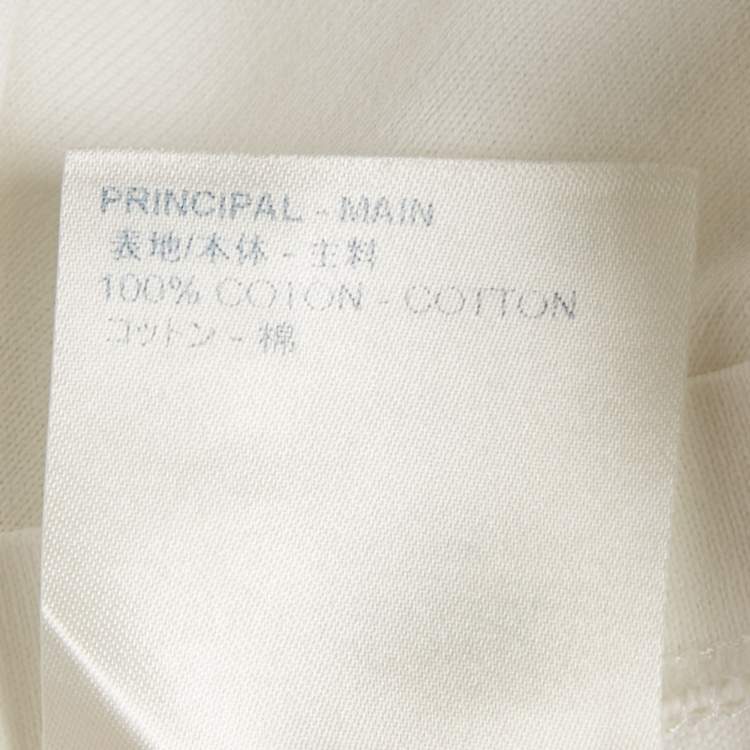 PRINCIPAL - MAIN
表地/本体 - 主料
100% COTON - COTTON
コットン - 棉